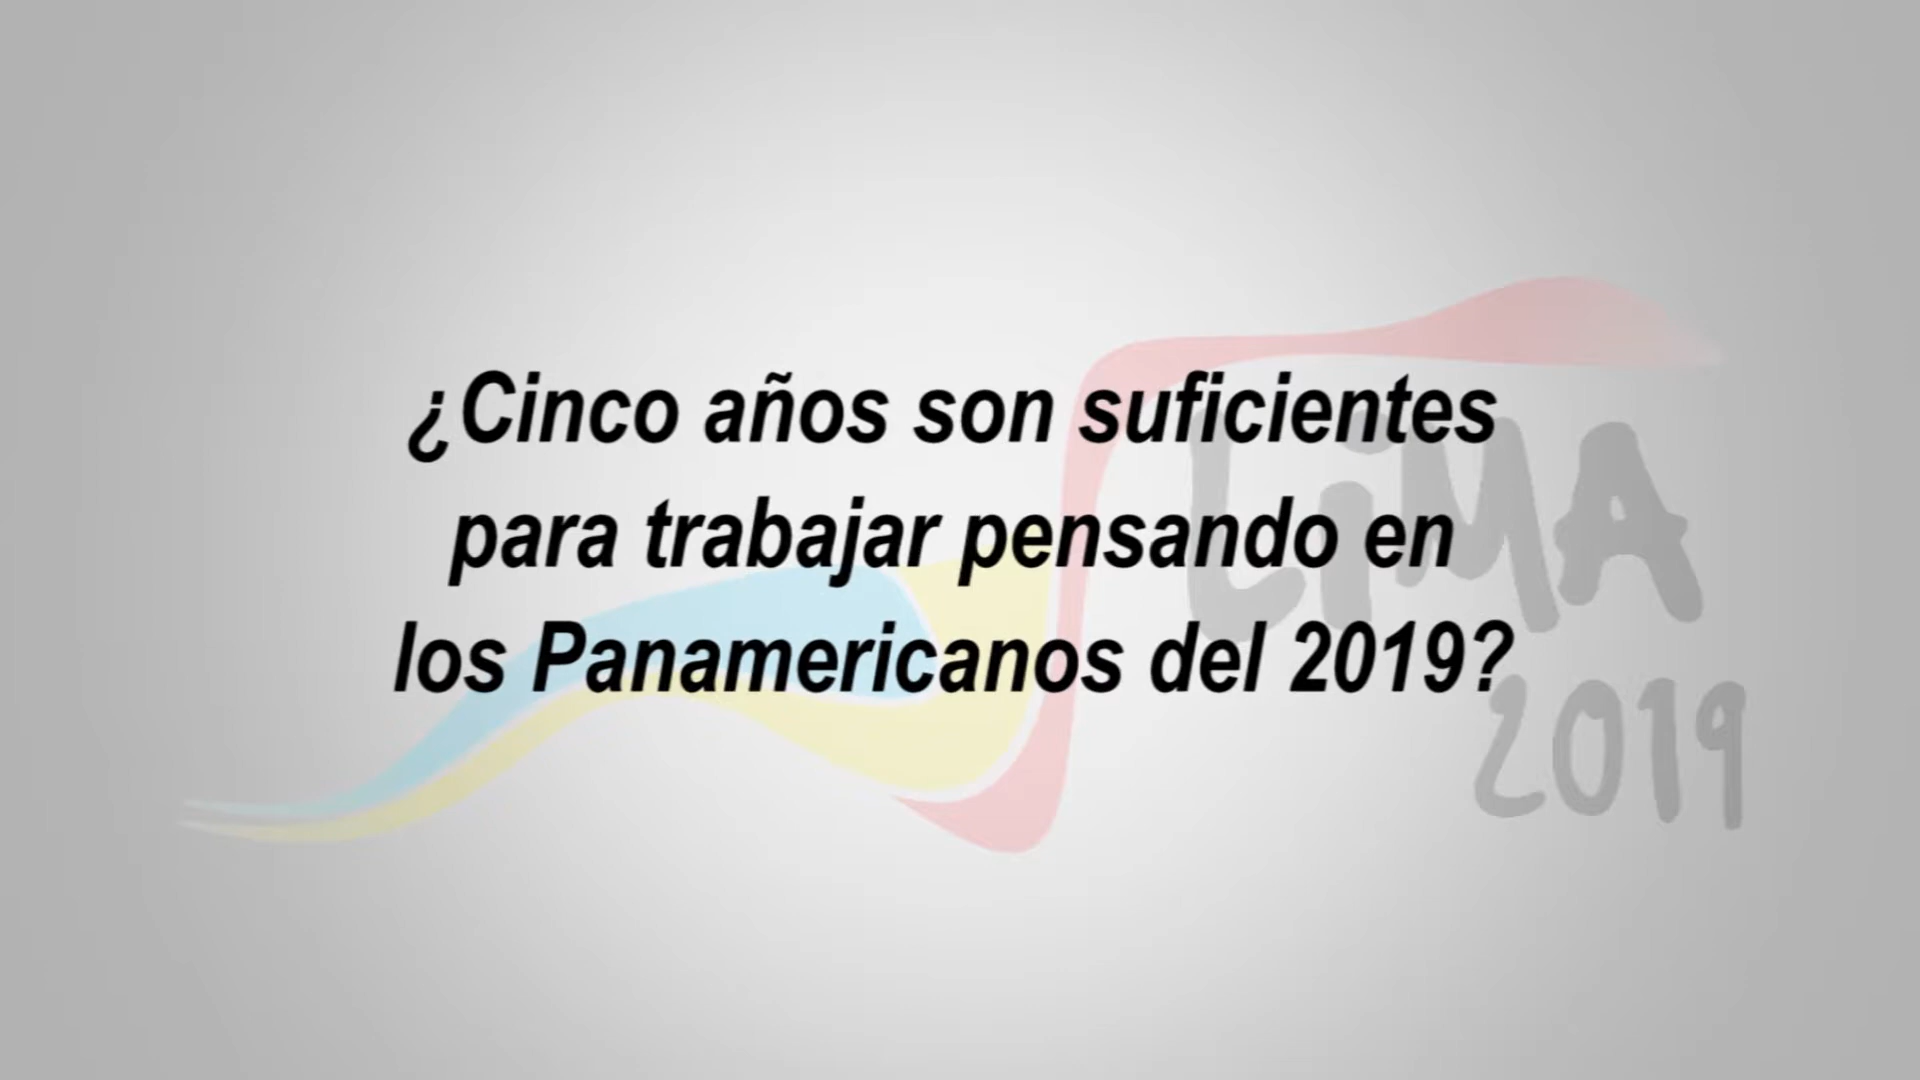 ¿Cinco años son suficientes
para trabajar pensando en
los Panamericanos del 2019?
LiMA
2019